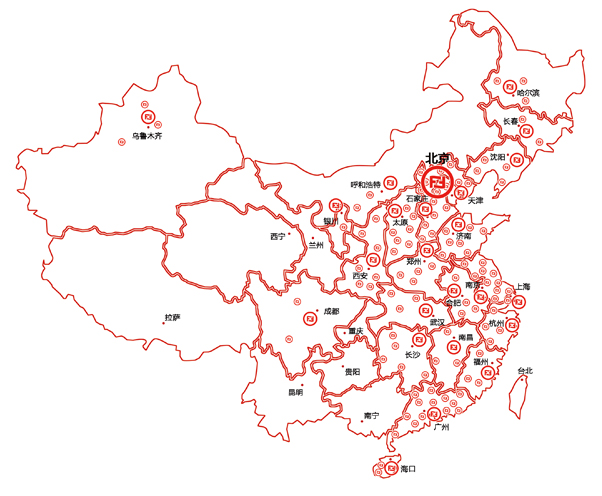 哈尔滨
长春
乌鲁木齐
沈阳
北京
呼和浩特
天津
石家庄
银川
太原
西宁
兰州
济南
西安
郑州
南京
上海
合肥
成都
拉萨
武汉
杭州
重庆
南昌
长沙
福州
贵阳
台北
昆明
南宁
广州
海口